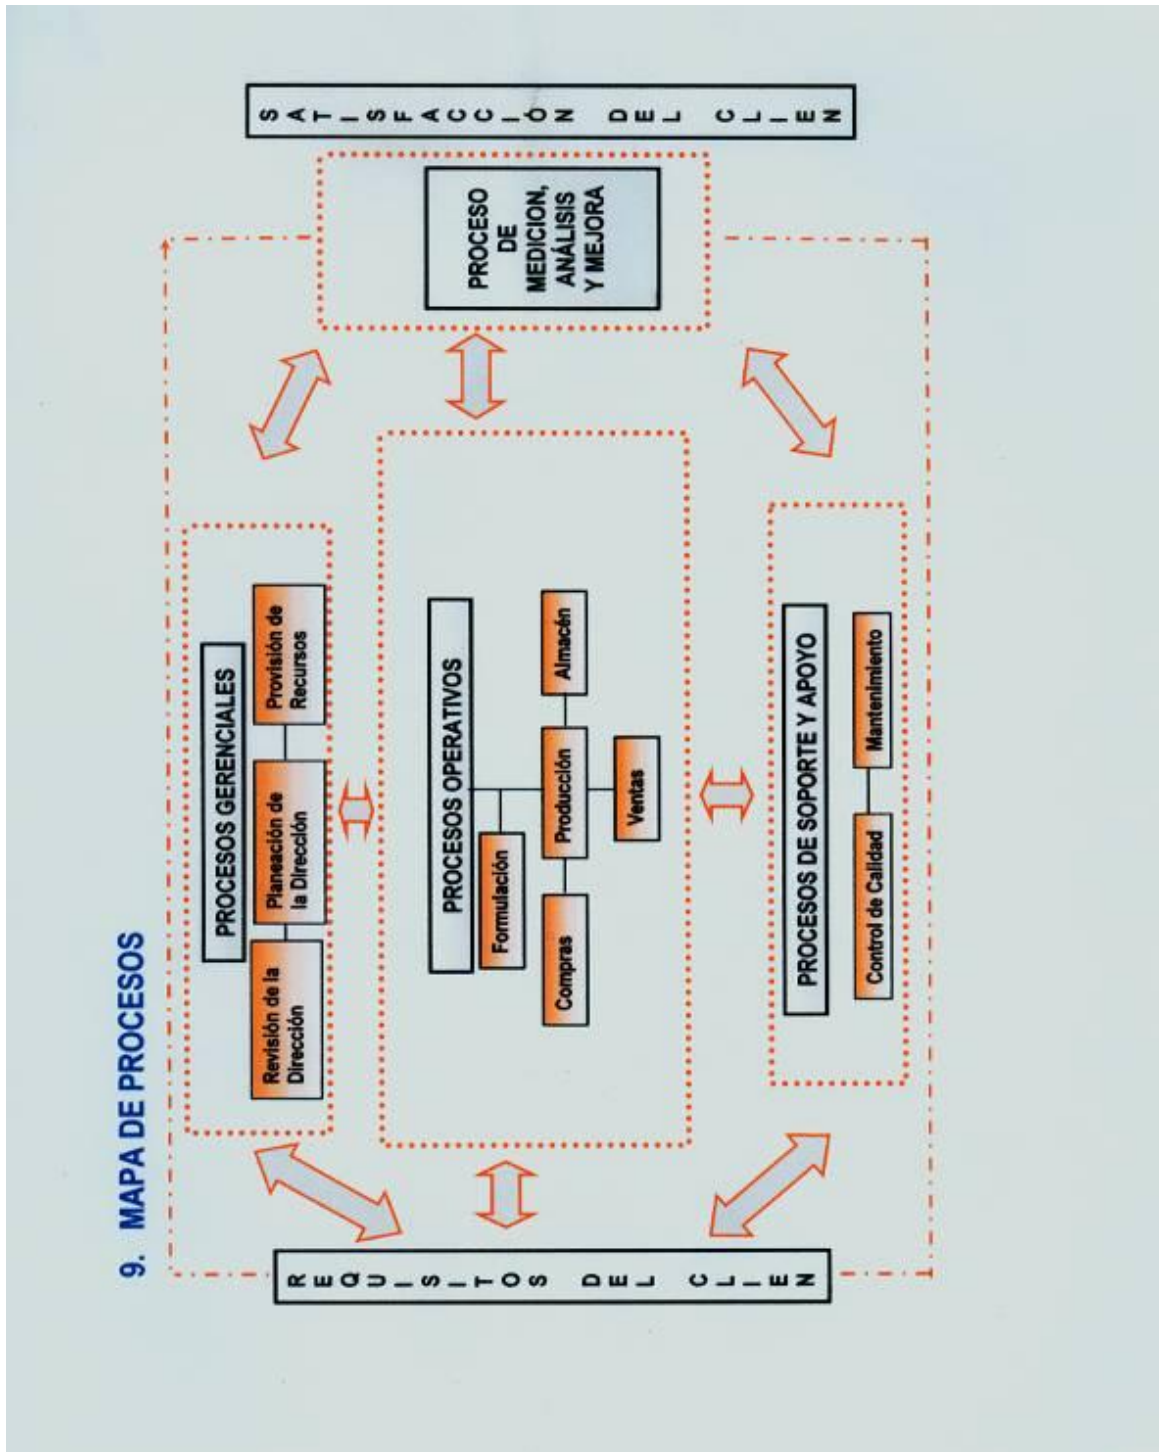 9. MAPA DE PROCESOS
REQUISITOS DEL CLIEN
PROCESOS GERENCIALES
Revisión de la
Dirección
Planeación de
la Dirección
Provisión de
Recursos
PROCESOS OPERATIVOS
Formulación
Compras
Producción
Almacén
Ventas
PROCESOS DE SOPORTE Y APOYO
Control de Calidad
Mantenimiento
PROCESO
DE
MEDICION,
ANÁLISIS
Y MEJORA
SATISFACCIÓN DEL CLIEN